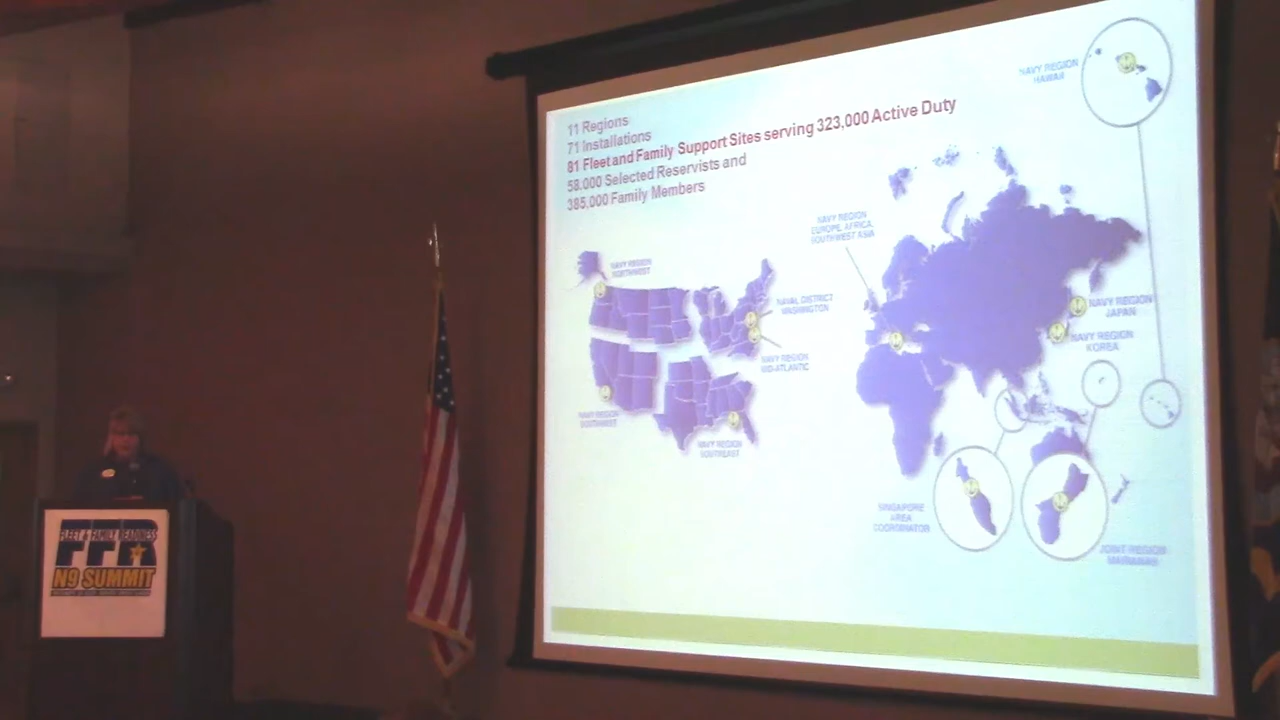 11 Regions
71 Installations
81 Fleet and Family Support Sites serving 323,000 Active Duty
58,000 Selected Reservists and
385,000 Family Members
NAVY REGION
HAWAII
NAVY REGION
EUROPE, AFRICA,
SOUTHWEST ASIA
NAVY REGION
NORTHWEST
NAVAL DISTRICT
WASHINGTON
NAVY REGION
JAPAN
NAVY REGION
KOREA
NAVY REGION
MID-ATLANTIC
NAVY REGION
SOUTHWEST
NAVY REGION
SOUTHEAST
SINGAPORE
AREA
COORDINATOR
JOINT REGION
MARIANAS
FLEET & FAMILY READINESS
FFR
N9 SUMMIT